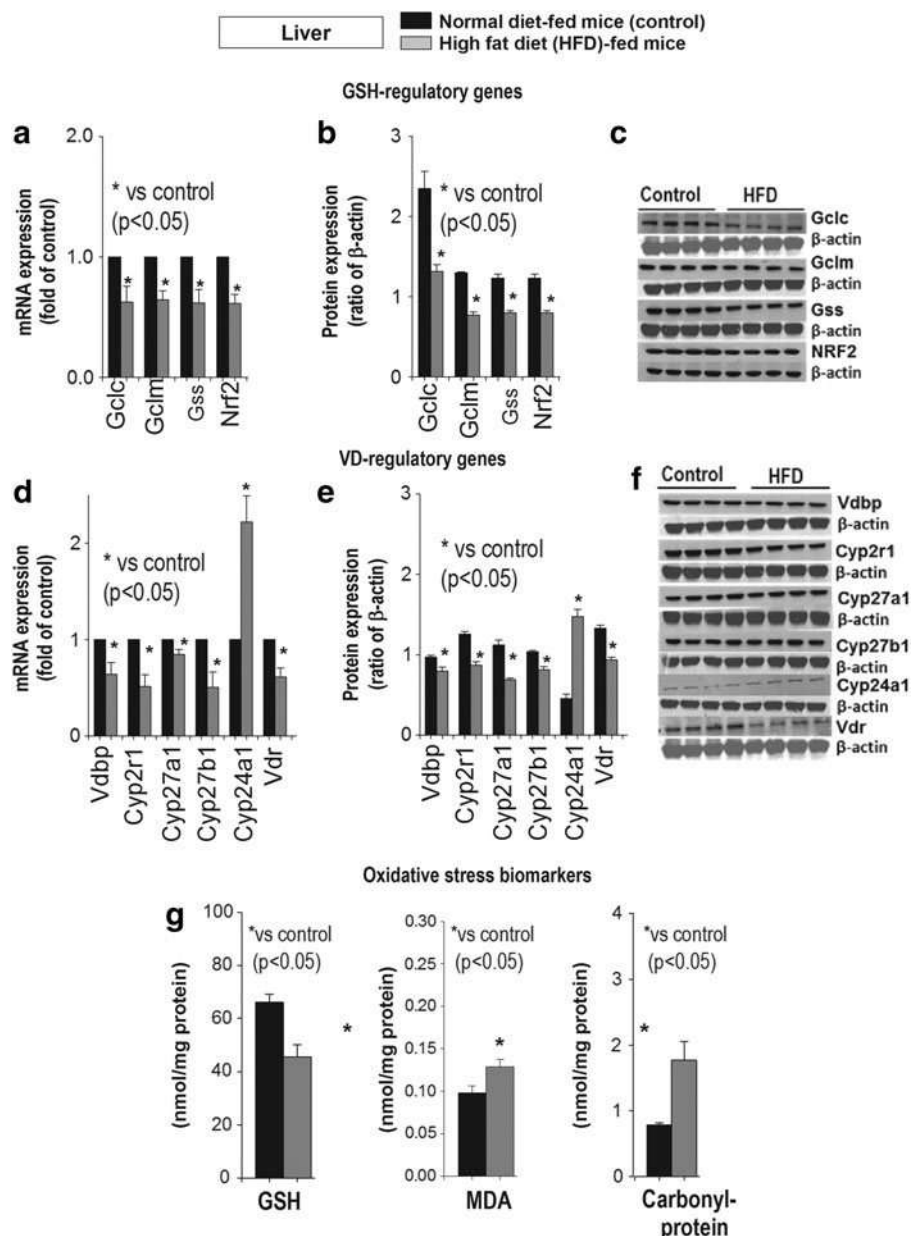 Liver
Normal diet-fed mice (control)
High fat diet (HFD)-fed mice
GSH-regulatory genes
a
mRNA expression
(fold of control)
2.0
1.0
0.0
* vs control
(p<0.05)
* * * *
Gclc Gclm Gss Nrf2
b
Protein expression
(ratio of β-actin)
3
2
1
0
* vs control
(p<0.05)
* * * *
Gclc Gclm Gss Nrf2
c
Control HFD
Gclc
β-actin
Gclm
β-actin
Gss
β-actin
NRF2
β-actin
VD-regulatory genes
d
mRNA expression
(fold of control)
2
1
0
* vs control
(p<0.05)
* * * * * *
Vdbp Cyp2r1 Cyp27a1 Cyp27b1 Cyp24a1 Vdr
e
Protein expression
(ratio of β-actin)
3
2
1
0
* vs control
(p<0.05)
* * * * * *
Vdbp Cyp2r1 Cyp27a1 Cyp27b1 Cyp24a1 Vdr
f
Control HFD
Vdbp
β-actin
Cyp2r1
β-actin
Cyp27a1
β-actin
Cyp27b1
β-actin
Cyp24a1
β-actin
Vdr
β-actin
Oxidative stress biomarkers
g
(nmol/mg protein)
100
80
60
40
20
0
*vs control
(p<0.05)
*
GSH
(nmol/mg protein)
0.30
0.25
0.20
0.15
0.10
0.05
0.00
*vs control
(p<0.05)
*
MDA
(nmol/mg protein)
4
2
1
0
*vs control
(p<0.05)
*
Carbonyl-
protein